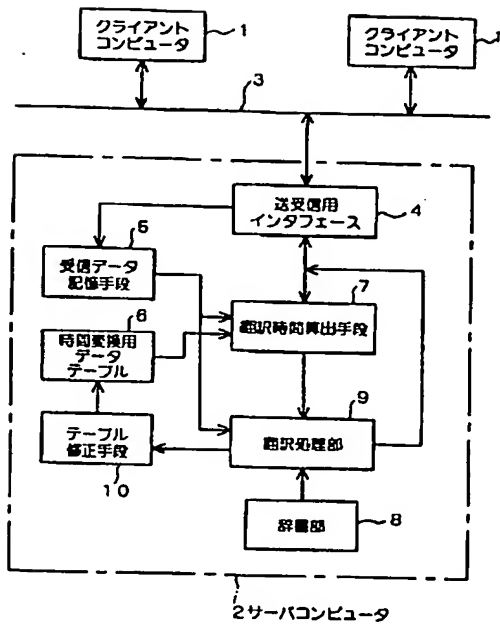 クライアント
コンピュータ
1
クライアント
コンピュータ
1
3
送受信用
インタフェース
4
5
受信データ
記憶手段
7
翻訳時間算出手段
6
時間変換用
データ
テーブル
9
翻訳処理部
テーブル
修正手段
10
辞書部
8
2サーバコンピュータ